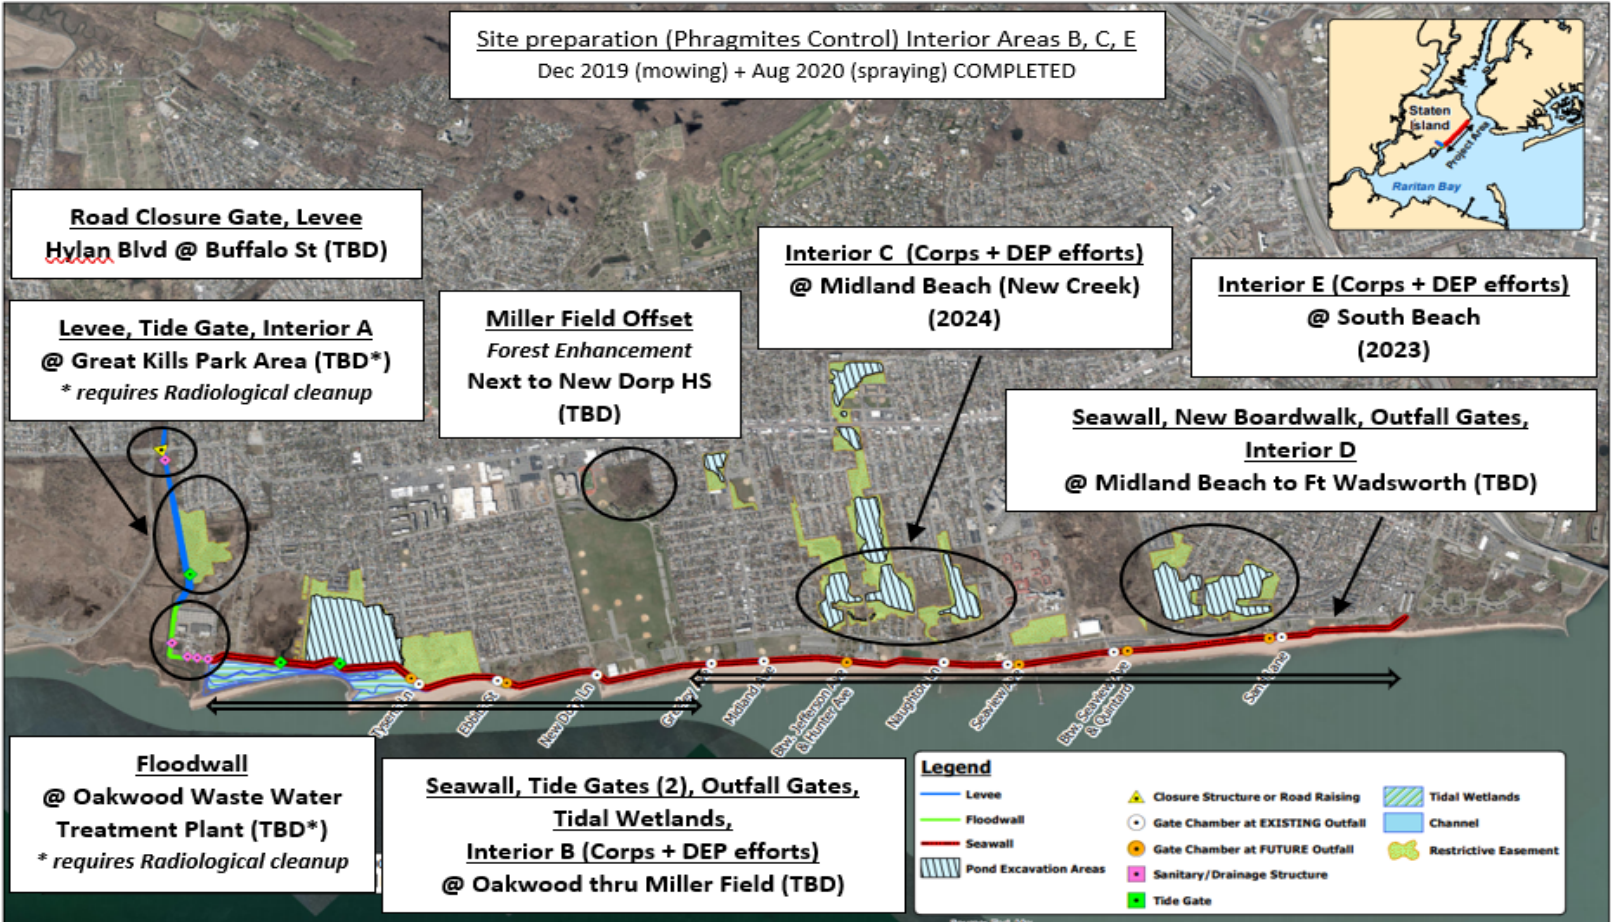 Site preparation (Phragmites Control) Interior Areas B, C, E
Dec 2019 (mowing) + Aug 2020 (spraying) COMPLETED
Staten
Island
Project Area
Raritan Bay
Road Closure Gate, Levee
Hylan Blvd @ Buffalo St (TBD)
Levee, Tide Gate, Interior A
@ Great Kills Park Area (TBD*)
* requires Radiological cleanup
Miller Field Offset
Forest Enhancement
Next to New Dorp HS
(TBD)
Interior C (Corps + DEP efforts)
@ Midland Beach (New Creek)
(2024)
Interior E (Corps + DEP efforts)
@ South Beach
(2023)
Seawall, New Boardwalk, Outfall Gates,
Interior D
@ Midland Beach to Ft Wadsworth (TBD)
Tysens Ln
Ebbitts St
New Dorp Ln
Greeley Ave
Midland Ave
Btw. Jefferson Ave
& Hunter Ave
Naughton Ln
Seaview Ave
Btw. Seaview Ave
& Quintard
Sand Lane
Floodwall
@ Oakwood Waste Water
Treatment Plant (TBD*)
* requires Radiological cleanup
Seawall, Tide Gates (2), Outfall Gates,
Tidal Wetlands,
Interior B (Corps + DEP efforts)
@ Oakwood thru Miller Field (TBD)
Legend
Levee
Floodwall
Seawall
Pond Excavation Areas
Closure Structure or Road Raising
Gate Chamber at EXISTING Outfall
Gate Chamber at FUTURE Outfall
Sanitary/Drainage Structure
Tide Gate
Tidal Wetlands
Channel
Restrictive Easement